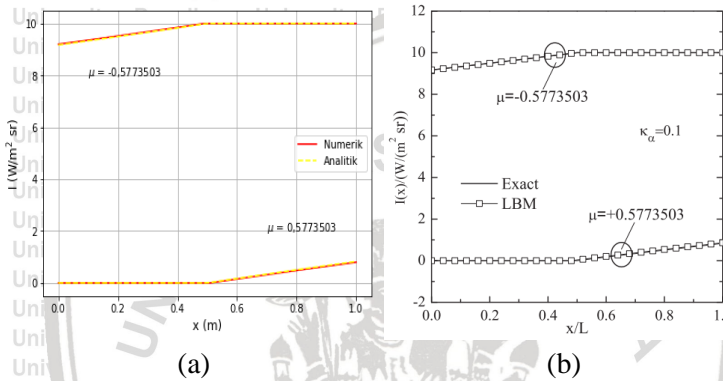 10
8
6
4
2
0
I (W/m² sr)
μ = -0.5773503
Numerik
Analitik
μ = 0,5773503
0.0 0.2 0.4 0.6 0.8 1.0
x (m)
(a)
12
10
8
6
4
2
0
-2
I(x)/(W/(m² sr))
μ=-0.5773503
κα=0.1
Exact
LBM
μ=+0.5773503
0.0 0.2 0.4 0.6 0.8
x/L
(b)